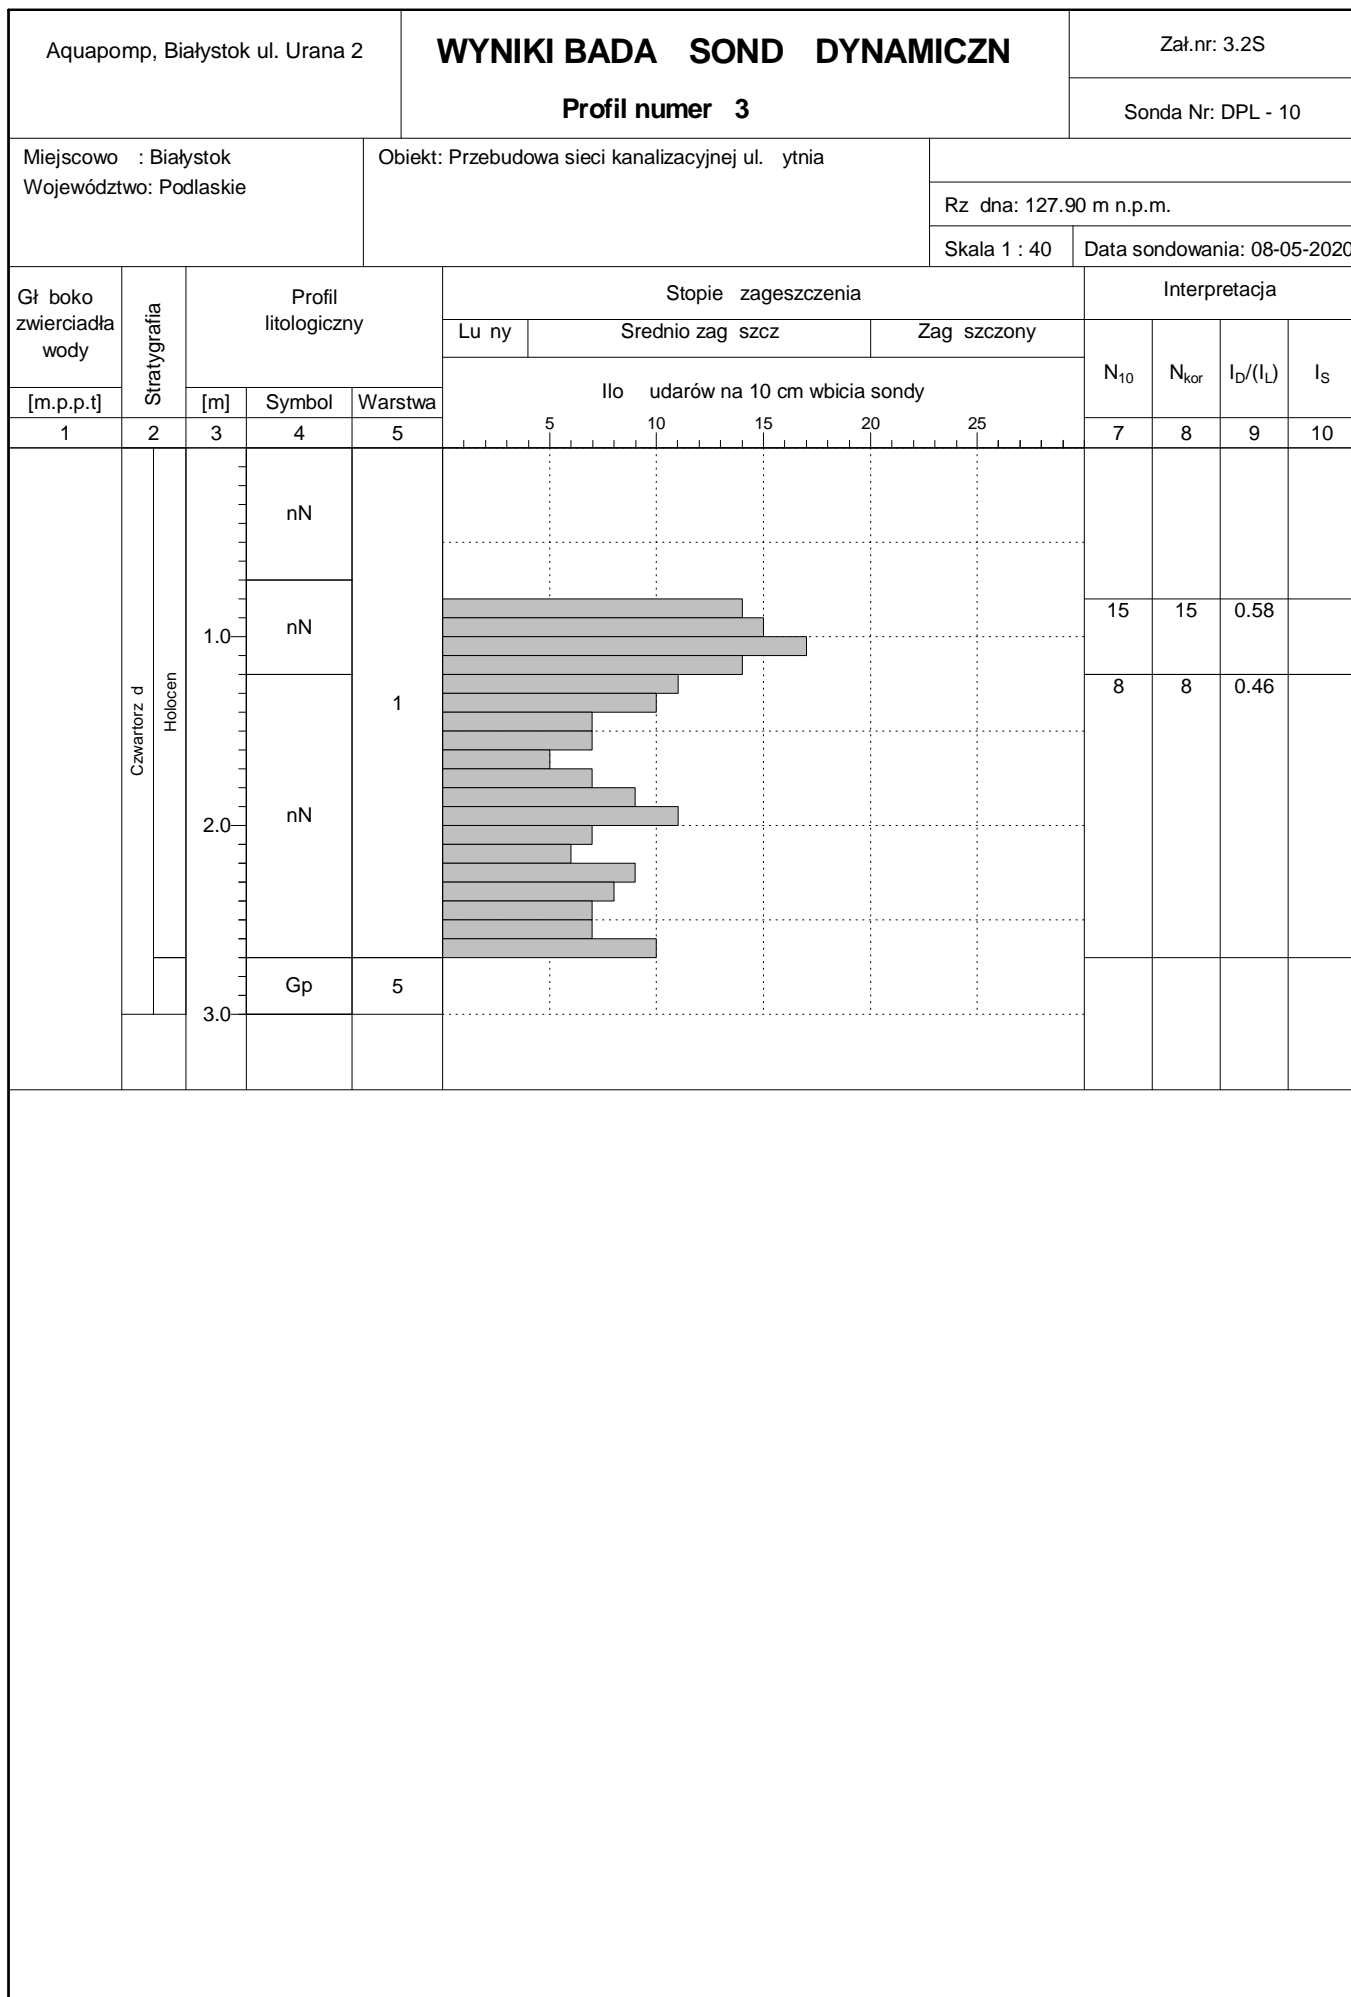 Aquapomp, Białystok ul. Urana 2
WYNIKI BADA SOND DYNAMICZN
Profil numer 3
Zał.nr: 3.2S
Sonda Nr: DPL - 10
Miejscowo : Białystok
Województwo: Podlaskie
Obiekt: Przebudowa sieci kanalizacyjnej ul. ytnia
Rz dna: 127.90 m n.p.m.
Skala 1 : 40
Data sondowania: 08-05-2020
Gł boko
zwierciadła
wody
[m.p.p.t]
Stratygrafia
Profil
litologiczny
[m]
Symbol
Warstwa
Stopie zageszczenia
Lu ny
Srednio zag szcz
Zag szczony
Ilo udarów na 10 cm wbicia sondy
5 10 15 20 25
Interpretacja
N10
Nkor
ID/(IL)
IS
1 2 3 4 5 7 8 9 10
Czwartorz d
Holocen
nN
1.0
nN
15 15 0.58
1
8 8 0.46
2.0
nN
Gp 5
3.0